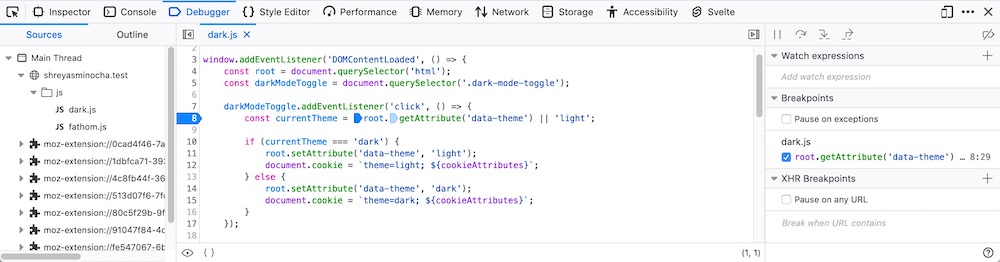 Inspector Console Debugger Style Editor Performance Memory Network Storage Accessibility Svelte
Sources Outline
Main Thread
shreyasminocha.test
js
JS dark.js
JS fathom.js
moz-extension://0cad4f46-7a
moz-extension://1dbfca71-393
moz-extension://4c8fb44f-36
moz-extension://513d07f6-7f
moz-extension://80c5f29b-9f
moz-extension://91047f84-4c
moz-extension://fe547067-6b
dark.js
2
3 window.addEventListener('DOMContentLoaded', () => {
4 const root = document.querySelector('html');
5 const darkModeToggle = document.querySelector('.dark-mode-toggle');
6
7 darkModeToggle.addEventListener('click', () => {
8 const currentTheme = root.getAttribute('data-theme') || 'light';
9
10 if (currentTheme === 'dark') {
11 root.setAttribute('data-theme', 'light');
12 document.cookie = `theme=light; ${cookieAttributes}`;
13 } else {
14 root.setAttribute('data-theme', 'dark');
15 document.cookie = `theme=dark; ${cookieAttributes}`;
16 }
17 });
18
{ } (1, 1)
Watch expressions
Add watch expression
Breakpoints
Pause on exceptions
dark.js
root.getAttribute('data-theme') … 8:29
XHR Breakpoints
Pause on any URL
Break when URL contains